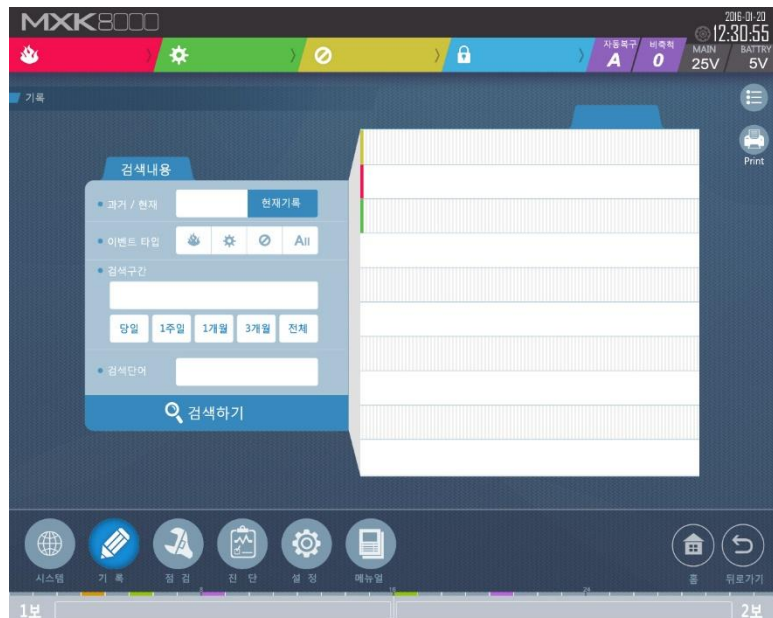 MXK8000
2016-01-20
12:30:55
자동복구
A
비축적
0
MAIN
25V
BATTRY
5V
기록
Print
검색내용
과거 / 현재
현재기록
이벤트 타입
All
검색구간
당일 1주일 1개월 3개월 전체
검색단어
검색하기
시스템 기 록 점 검 진 단 설 정 메뉴얼 홈 뒤로가기
8 16 24
1보 2보